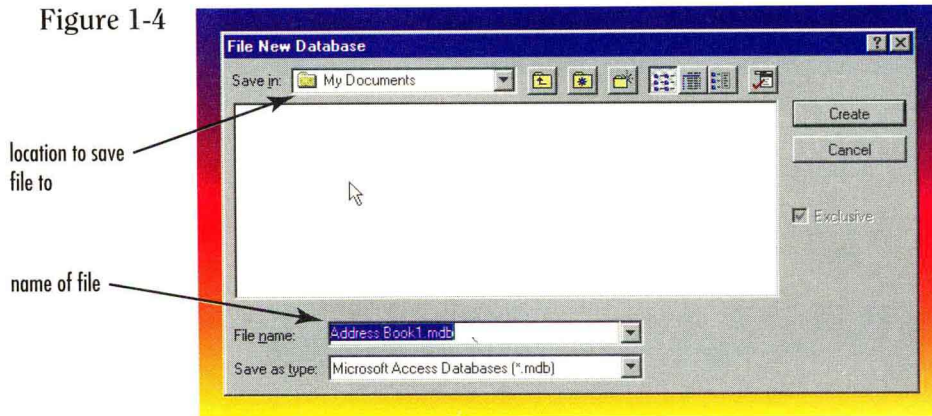 Figure 1-4
File New Database
Save in: My Documents
Create
Cancel
Exclusive
location to save
file to
name of file
File name: Address Book1.mdb
Save as type: Microsoft Access Databases (*.mdb)